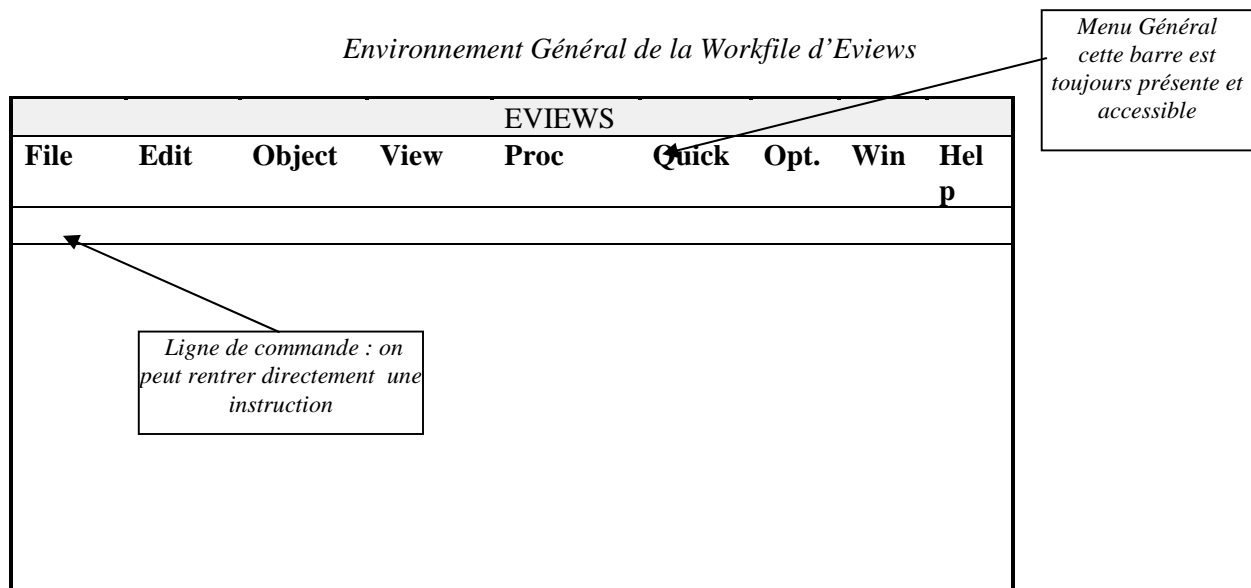 Environnement Général de la Workfile d’Eviews
Menu Général
cette barre est
toujours présente et
accessible
EVIEWS
File Edit Object View Proc Quick Opt. Win Hel
p
Ligne de commande : on
peut rentrer directement une
instruction